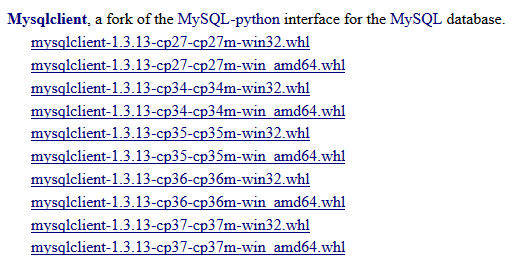 Mysqlclient, a fork of the MySQL-python interface for the MySQL database.
mysqlclient-1.3.13-cp27-cp27m-win32.whl
mysqlclient-1.3.13-cp27-cp27m-win_amd64.whl
mysqlclient-1.3.13-cp34-cp34m-win32.whl
mysqlclient-1.3.13-cp34-cp34m-win_amd64.whl
mysqlclient-1.3.13-cp35-cp35m-win32.whl
mysqlclient-1.3.13-cp35-cp35m-win_amd64.whl
mysqlclient-1.3.13-cp36-cp36m-win32.whl
mysqlclient-1.3.13-cp36-cp36m-win_amd64.whl
mysqlclient-1.3.13-cp37-cp37m-win32.whl
mysqlclient-1.3.13-cp37-cp37m-win_amd64.whl